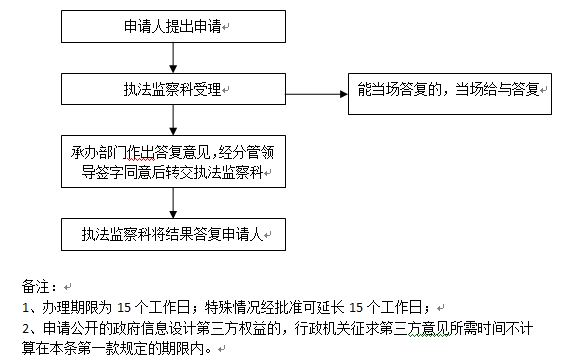 申请人提出申请
执法监察科受理
能当场答复的，当场给与答复
承办部门作出答复意见，经分管领
导签字同意后转交执法监察科
执法监察科将结果答复申请人
备注：
1、办理期限为 15 个工作日；特殊情况经批准可延长 15 个工作日；
2、申请公开的政府信息设计第三方权益的，行政机关征求第三方意见所需时间不计
算在本条第一款规定的期限内。